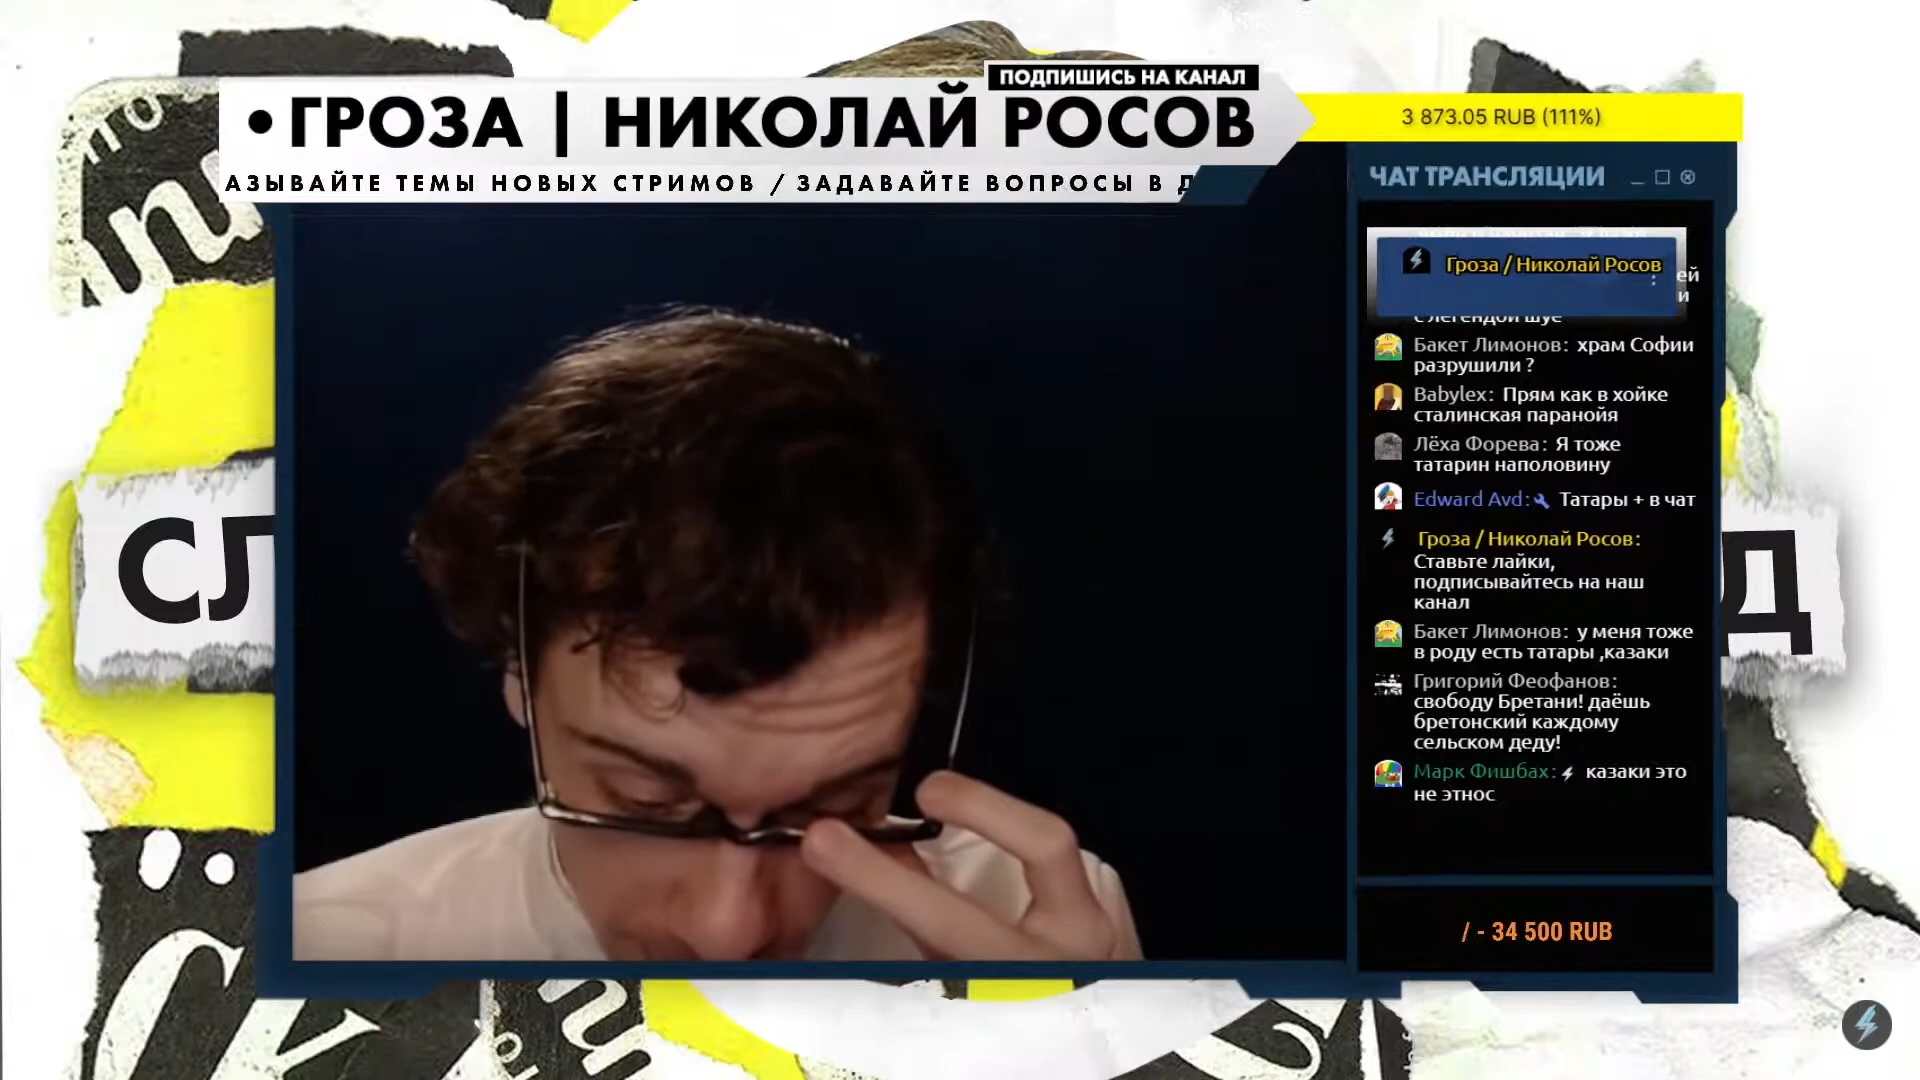 ПОДПИШИСЬ НА КАНАЛ
• ГРОЗА | НИКОЛАЙ РОСОВ
3 873.05 RUB (111%)
АЗЫВАЙТЕ ТЕМЫ НОВЫХ СТРИМОВ / ЗАДАВАЙТЕ ВОПРОСЫ В Д
ЧАТ ТРАНСЛЯЦИИ
Гроза / Николай Росов
ей
и
с легендой шуе
Бакет Лимонов: храм Софии
разрушили ?
Babylex: Прям как в хойке
сталинская паранойя
Лёха Форева: Я тоже
татарин наполовину
Edward Avd: Татары + в чат
Гроза / Николай Росов:
Ставьте лайки,
подписывайтесь на наш
канал
Бакет Лимонов: у меня тоже
в роду есть татары ,казаки
Григорий Феофанов:
свободу Бретани! даёшь
бретонский каждому
сельском деду!
Марк Фишбах: казаки это
не этнос
/ - 34 500 RUB
СЛ
Д